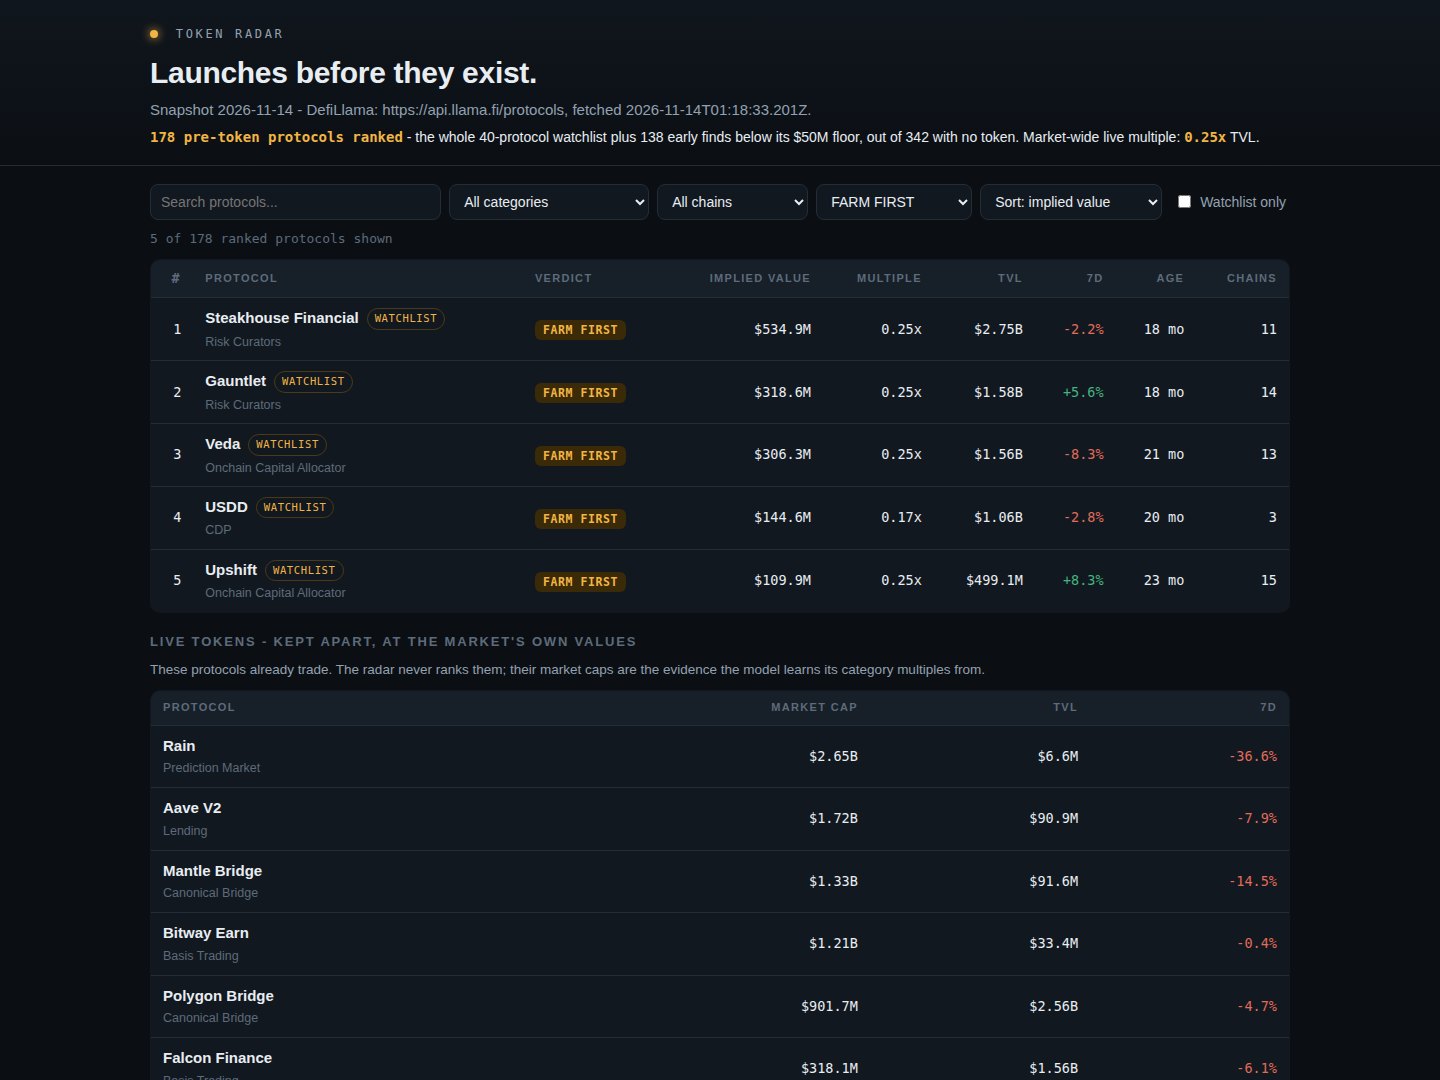 TOKEN RADAR
Launches before they exist.
Snapshot 2026-11-14 - DefiLlama: https://api.llama.fi/protocols, fetched 2026-11-14T01:18:33.201Z.
178 pre-token protocols ranked - the whole 40-protocol watchlist plus 138 early finds below its $50M floor, out of 342 with no token. Market-wide live multiple: 0.25x TVL.
Search protocols... All categories All chains FARM FIRST Sort: implied value Watchlist only
5 of 178 ranked protocols shown
# PROTOCOL VERDICT IMPLIED VALUE MULTIPLE TVL 7D AGE CHAINS
1 Steakhouse Financial WATCHLIST FARM FIRST $534.9M 0.25x $2.75B -2.2% 18 mo 11
Risk Curators
2 Gauntlet WATCHLIST FARM FIRST $318.6M 0.25x $1.58B +5.6% 18 mo 14
Risk Curators
3 Veda WATCHLIST FARM FIRST $306.3M 0.25x $1.56B -8.3% 21 mo 13
Onchain Capital Allocator
4 USDD WATCHLIST FARM FIRST $144.6M 0.17x $1.06B -2.8% 20 mo 3
CDP
5 Upshift WATCHLIST FARM FIRST $109.9M 0.25x $499.1M +8.3% 23 mo 15
Onchain Capital Allocator
LIVE TOKENS - KEPT APART, AT THE MARKET'S OWN VALUES
These protocols already trade. The radar never ranks them; their market caps are the evidence the model learns its category multiples from.
PROTOCOL MARKET CAP TVL 7D
Rain $2.65B $6.6M -36.6%
Prediction Market
Aave V2 $1.72B $90.9M -7.9%
Lending
Mantle Bridge $1.33B $91.6M -14.5%
Canonical Bridge
Bitway Earn $1.21B $33.4M -0.4%
Basis Trading
Polygon Bridge $901.7M $2.56B -4.7%
Canonical Bridge
Falcon Finance $318.1M $1.56B -6.1%
Basis Trading